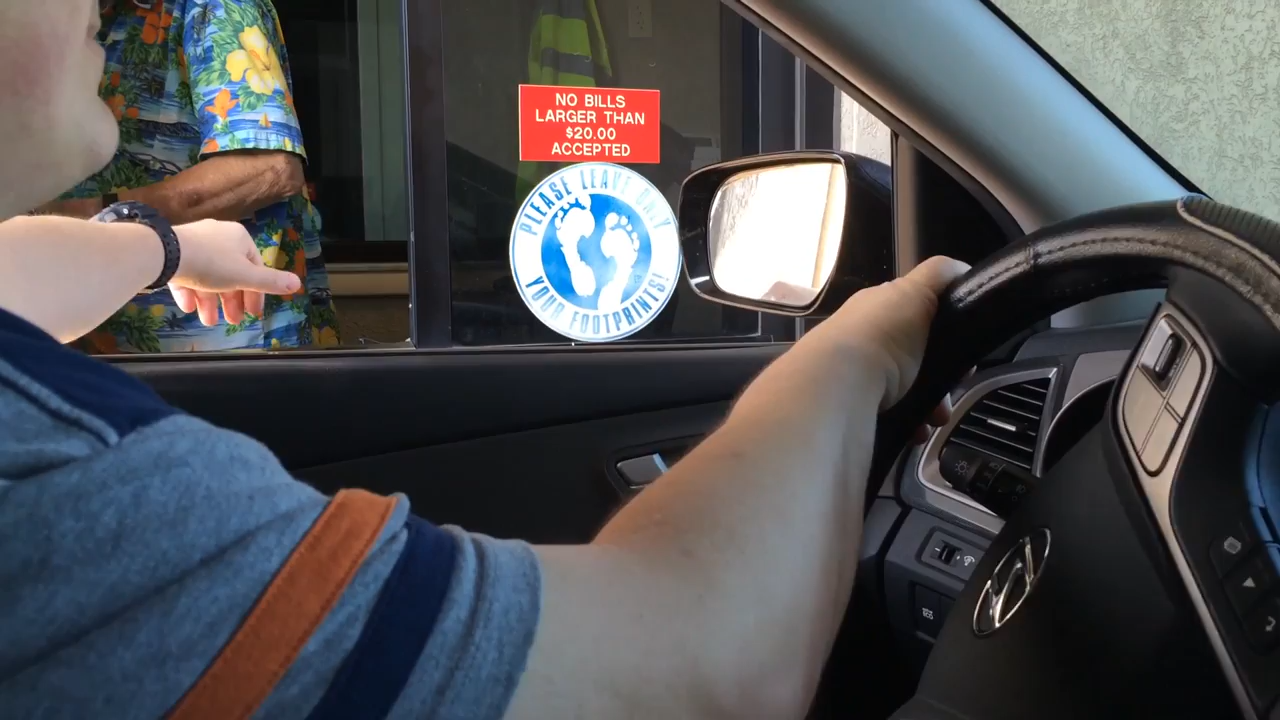 NO BILLS
LARGER THAN
$20.00
ACCEPTED
PLEASE LEAVE ONLY
YOUR FOOTPRINTS!